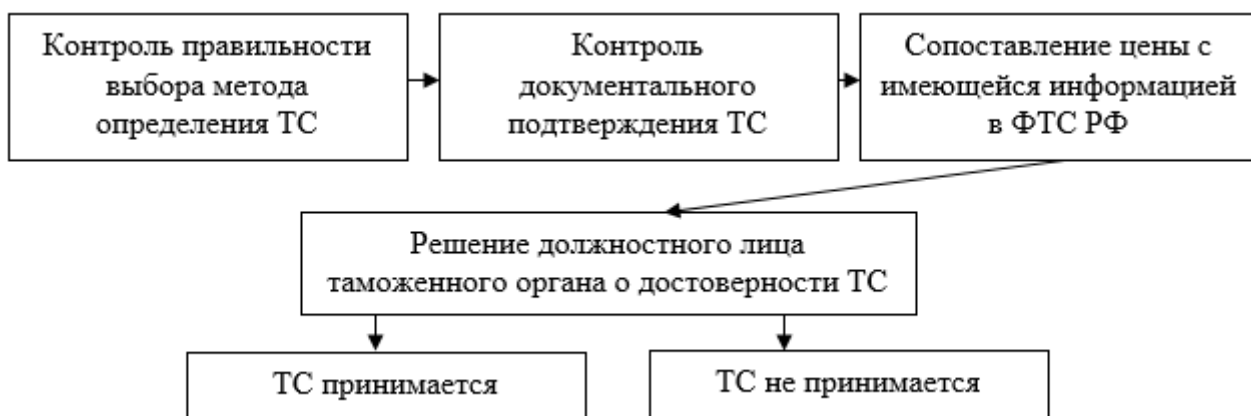 Контроль правильности
выбора метода
определения ТС
Контроль
документального
подтверждения ТС
Сопоставление цены с
имеющейся информацией
в ФТС РФ
Решение должностного лица
таможенного органа о достоверности ТС
ТС принимается
ТС не принимается